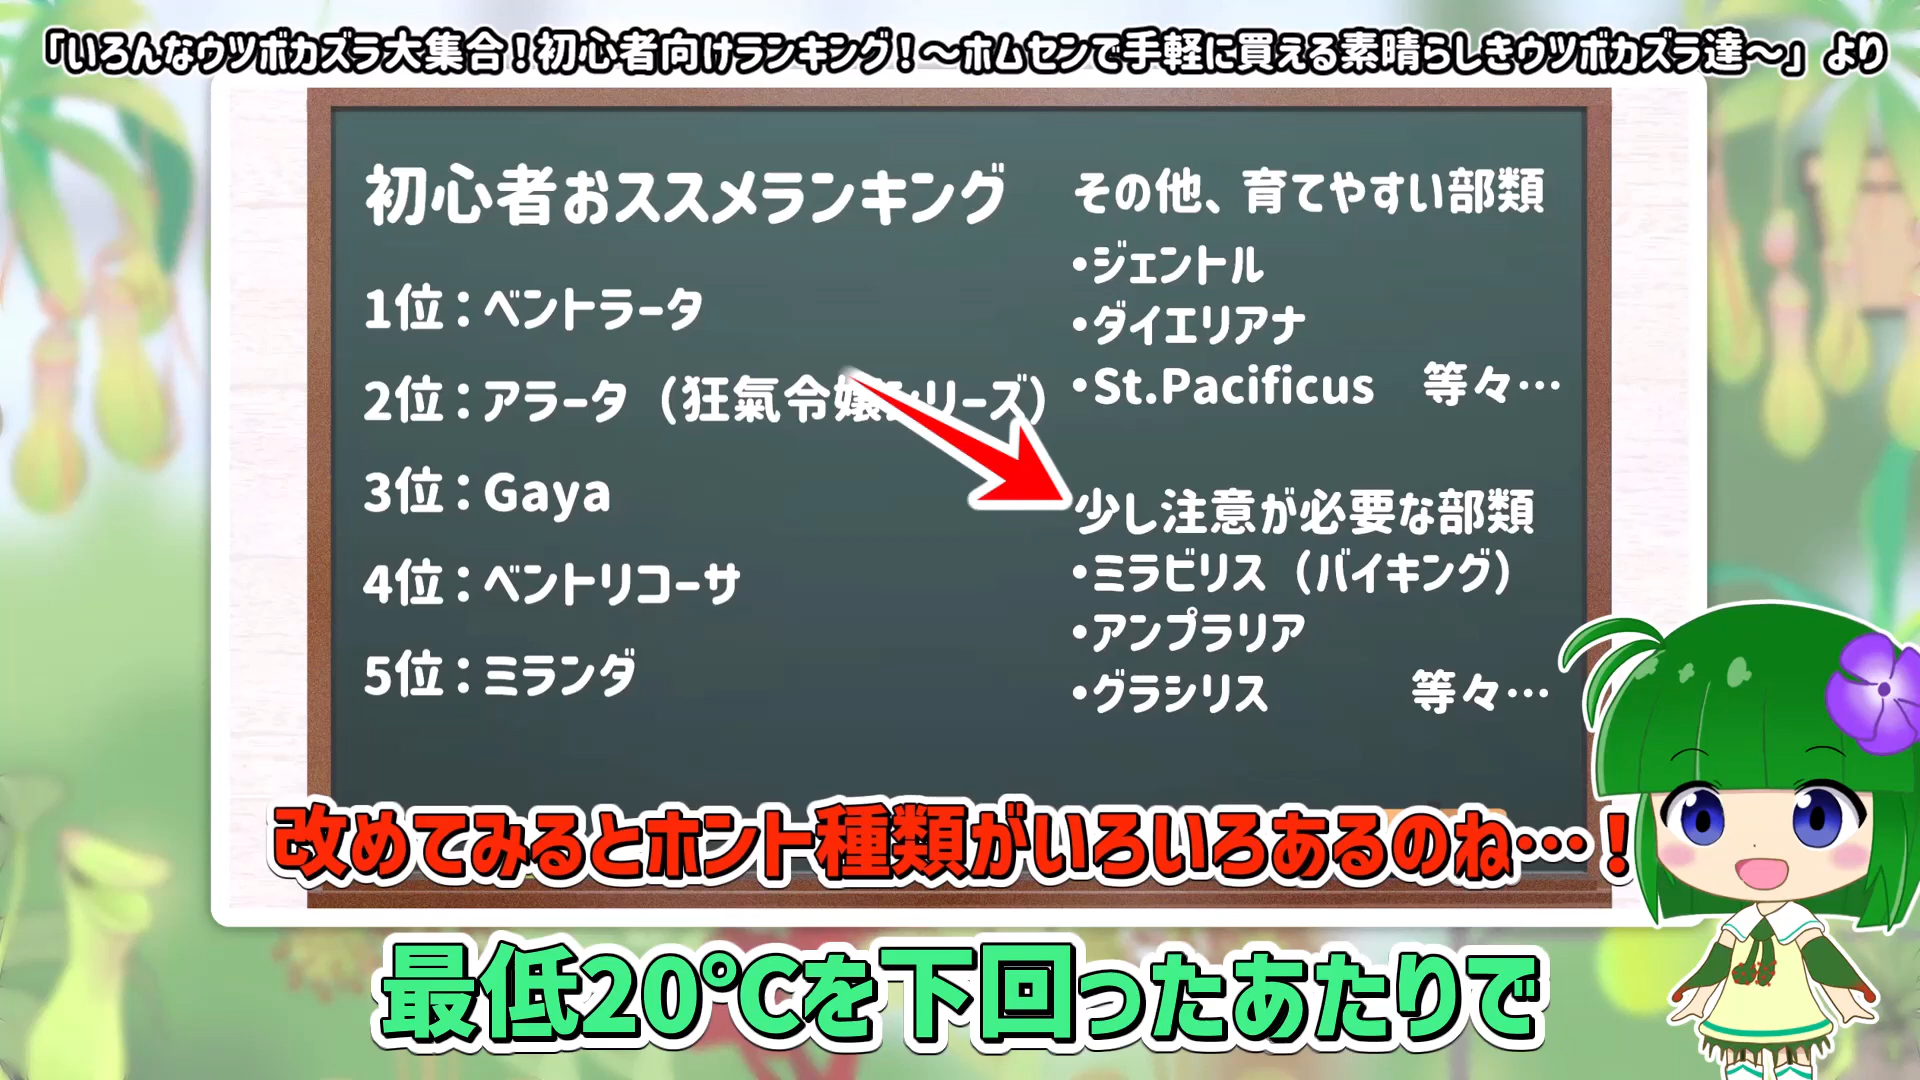 「いろんなウツボカズラ大集合！初心者向けランキング！～ホムセンで手軽に買える素晴らしきウツボカズラ達～」より
初心者おススメランキング
1位：ベントラータ
2位：アラータ（狂氣令嬢シリーズ）
3位：Gaya
4位：ベントリコーサ
5位：ミランダ
その他、育てやすい部類
・ジェントル
・ダイエリアナ
・St.Pacificus　等々…
少し注意が必要な部類
・ミラビリス（バイキング）
・アンプラリア
・グラシリス　等々…
改めてみるとホント種類がいろいろあるのね…！
最低20℃を下回ったあたりで